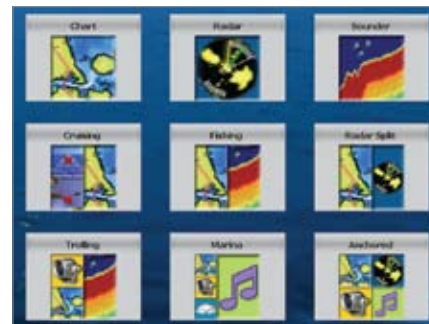 Chart Radar Sounder
Cruising Fishing Radar Split
Trolling Marina Anchored